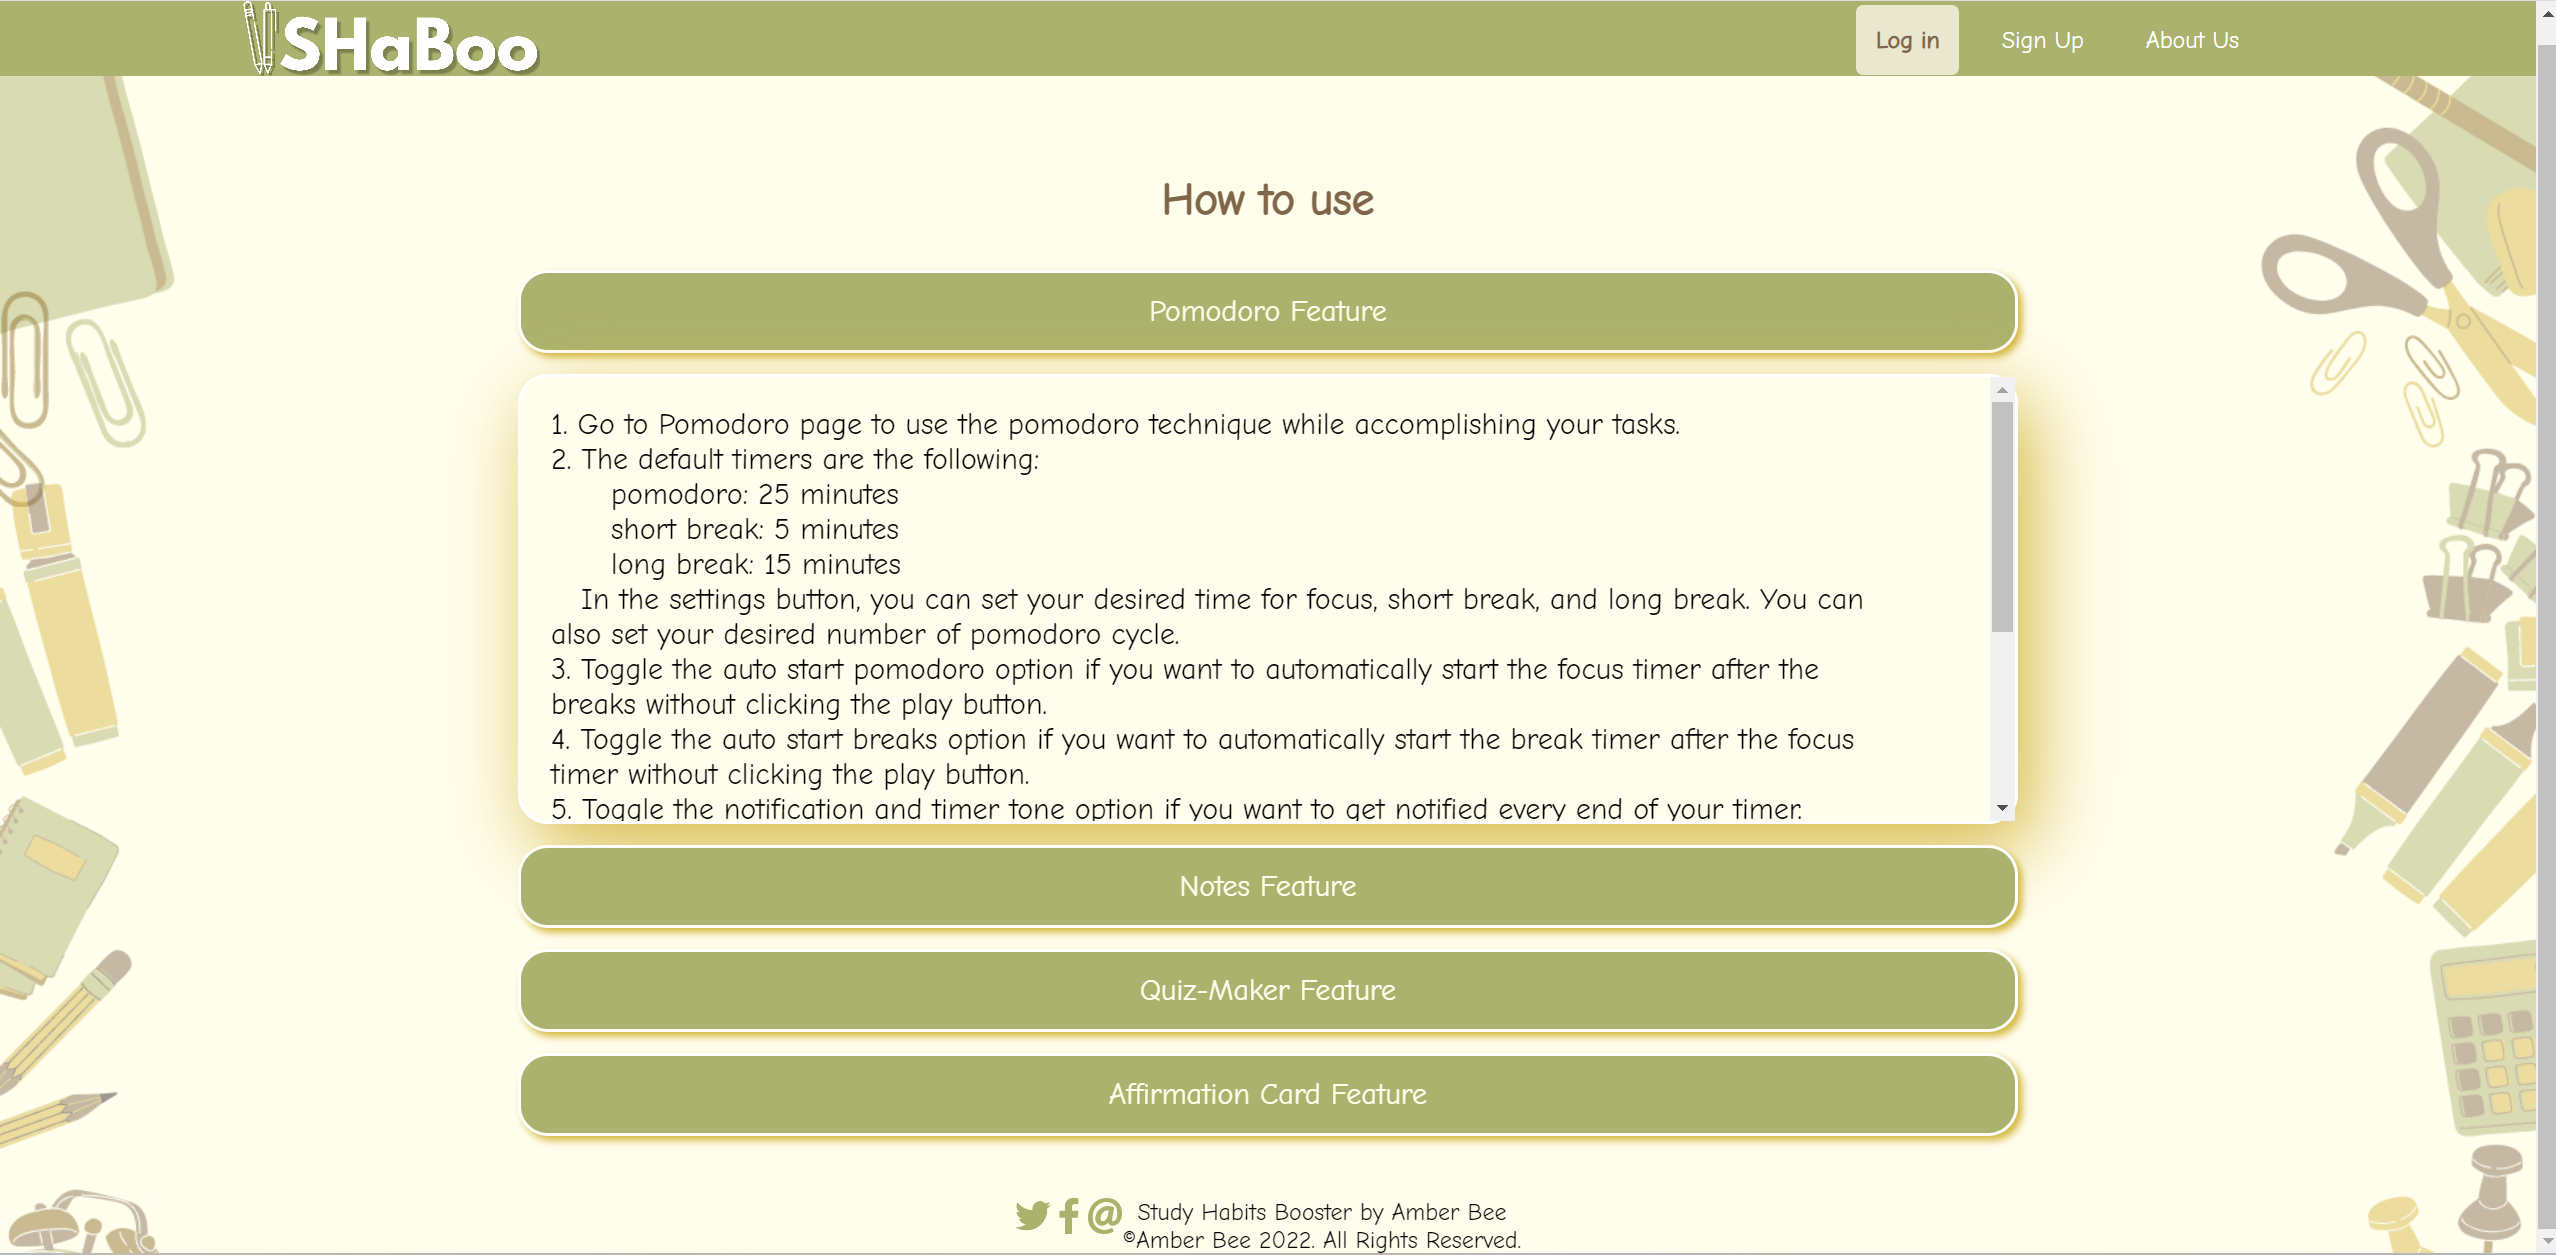 SHaBoo
Log in
Sign Up
About Us
How to use
Pomodoro Feature
1. Go to Pomodoro page to use the pomodoro technique while accomplishing your tasks.
2. The default timers are the following:
pomodoro: 25 minutes
short break: 5 minutes
long break: 15 minutes
In the settings button, you can set your desired time for focus, short break, and long break. You can
also set your desired number of pomodoro cycle.
3. Toggle the auto start pomodoro option if you want to automatically start the focus timer after the
breaks without clicking the play button.
4. Toggle the auto start breaks option if you want to automatically start the break timer after the focus
timer without clicking the play button.
5. Toggle the notification and timer tone option if you want to get notified every end of your timer.
Notes Feature
Quiz-Maker Feature
Affirmation Card Feature
Study Habits Booster by Amber Bee
©Amber Bee 2022. All Rights Reserved.